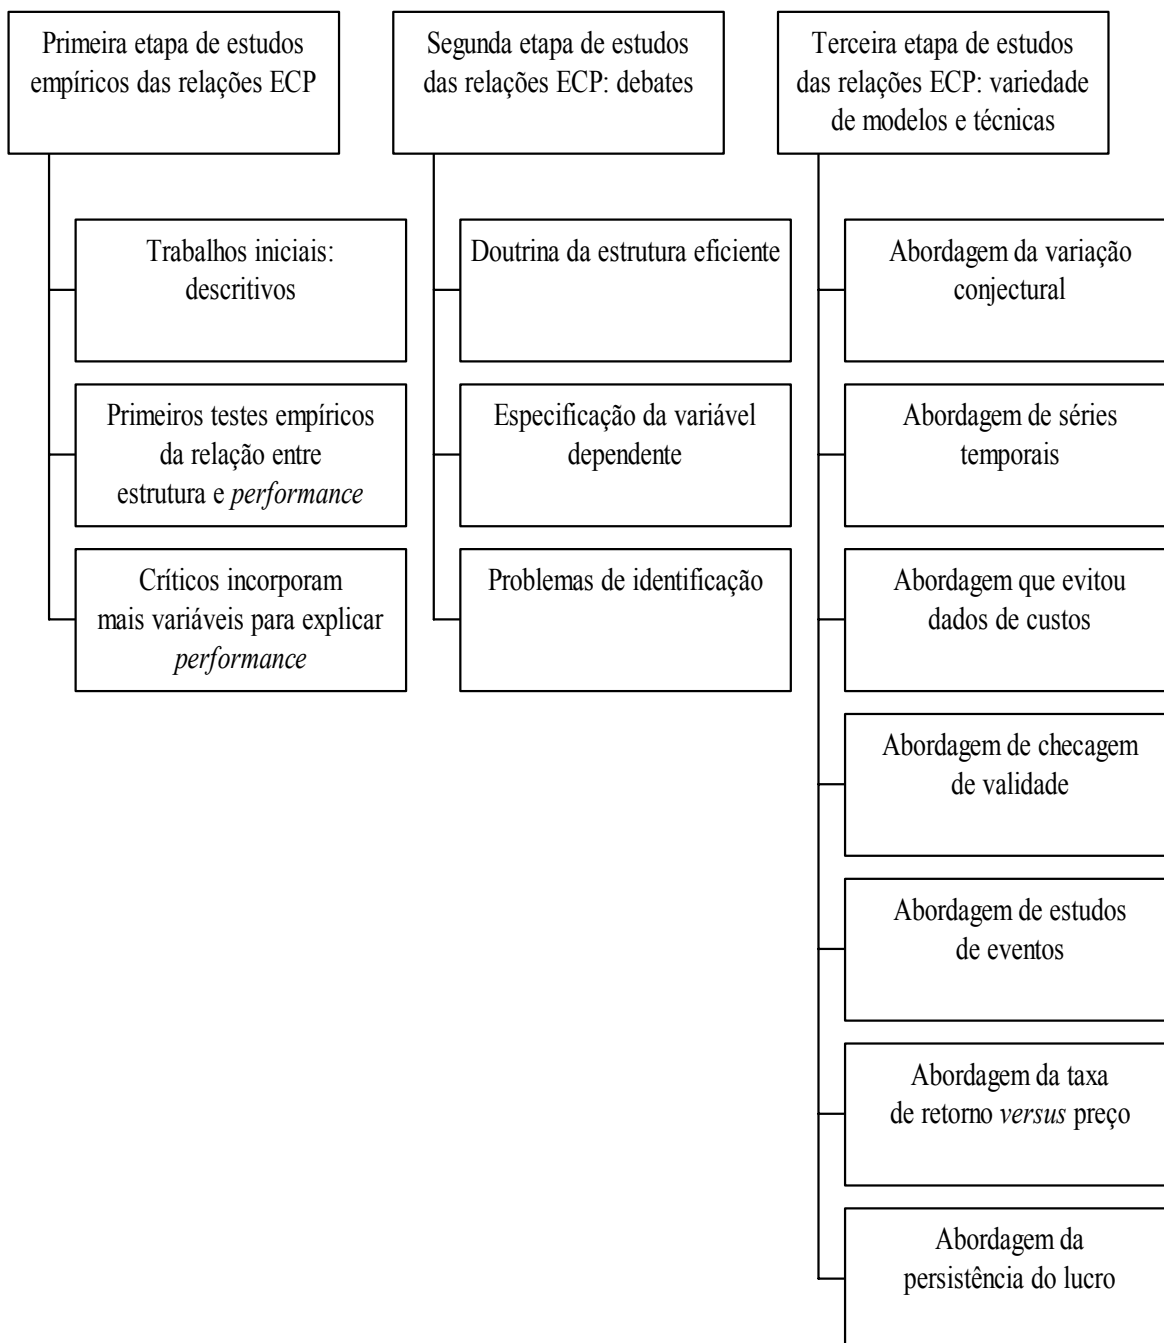 Primeira etapa de estudos
empíricos das relações ECP
Trabalhos iniciais:
descritivos
Primeiros testes empíricos
da relação entre
estrutura e performance
Críticos incorporam
mais variáveis para explicar
performance
Segunda etapa de estudos
das relações ECP: debates
Doutrina da estrutura eficiente
Especificação da variável
dependente
Problemas de identificação
Terceira etapa de estudos
das relações ECP: variedade
de modelos e técnicas
Abordagem da variação
conjectural
Abordagem de séries
temporais
Abordagem que evitou
dados de custos
Abordagem de checagem
de validade
Abordagem de estudos
de eventos
Abordagem da taxa
de retorno versus preço
Abordagem da
persistência do lucro